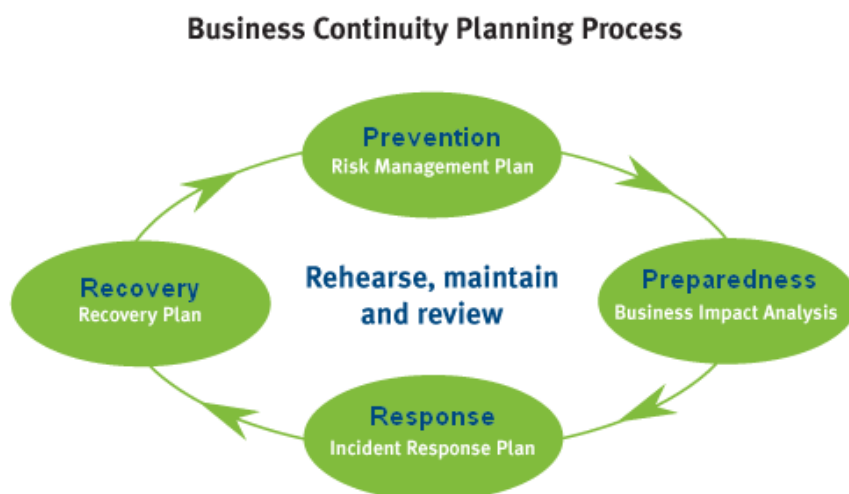 Business Continuity Planning Process
Prevention
Risk Management Plan
Recovery
Recovery Plan
Rehearse, maintain
and review
Preparedness
Business Impact Analysis
Response
Incident Response Plan